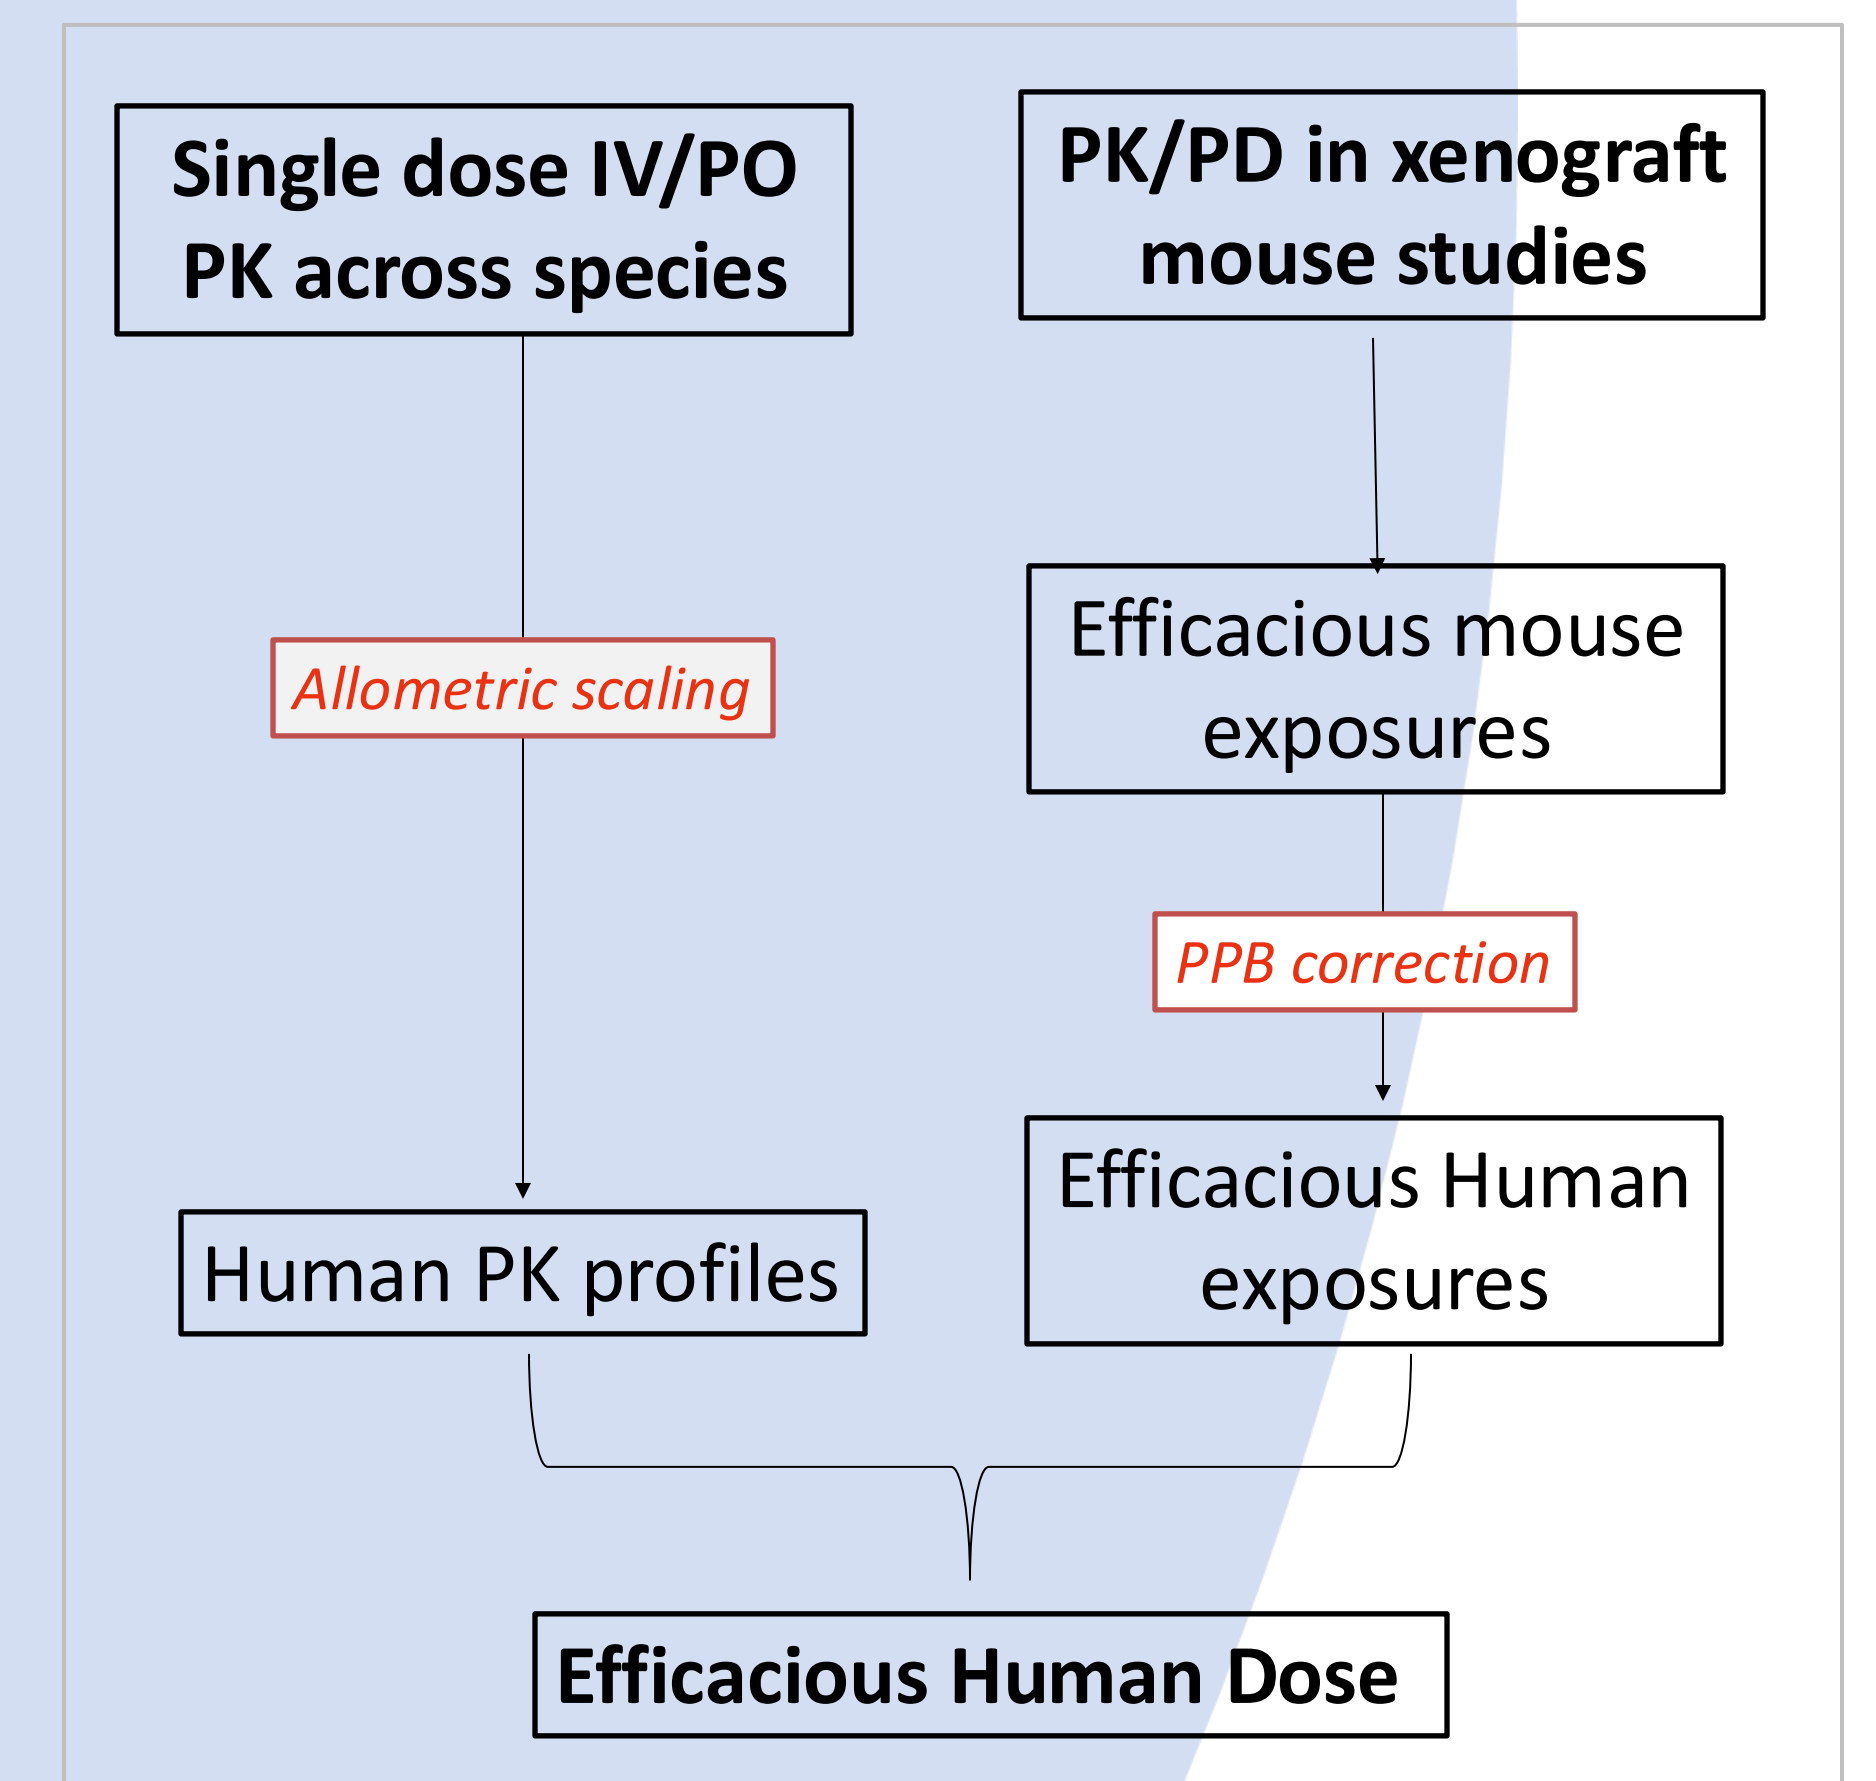 Single dose IV/PO
PK across species
PK/PD in xenograft
mouse studies
Efficacious mouse
exposures
Allometric scaling
PPB correction
Efficacious Human
exposures
Human PK profiles
Efficacious Human Dose